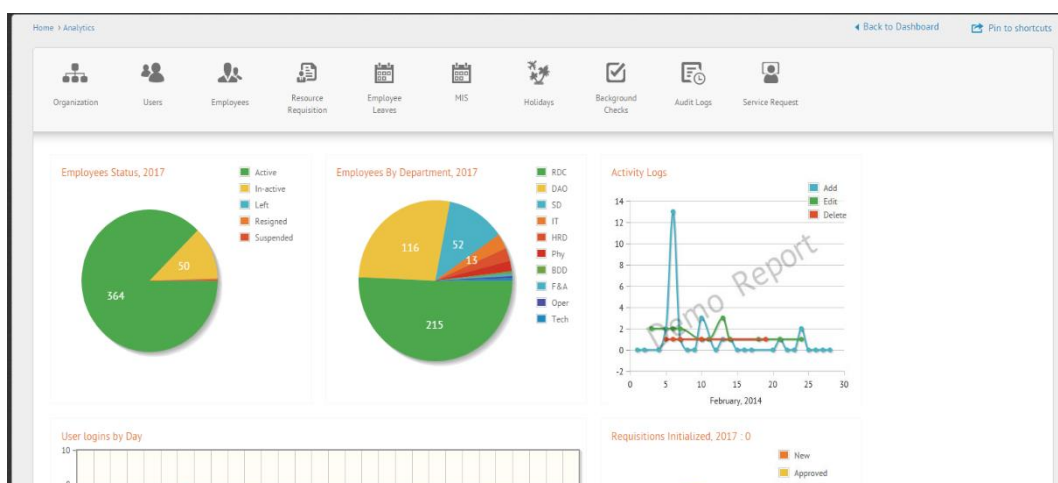 Home > Analytics
Back to Dashboard
Pin to shortcuts
Organization
Users
Employees
Resource
Requisition
Employee
Leaves
MIS
Holidays
Background
Checks
Audit Logs
Service Request
Employees Status, 2017
Active
In-active
Left
Resigned
Suspended
50
364
Employees By Department, 2017
RDC
DAO
SD
IT
HRD
Phy
BDD
F&A
Oper
Tech
116
52
13
215
Activity Logs
Add
Edit
Delete
14
12
10
8
6
4
2
0
-2
0 5 10 15 20 25 30
February, 2014
Demo Report
User logins by Day
10
Requisitions Initialized, 2017 : 0
New
Approved